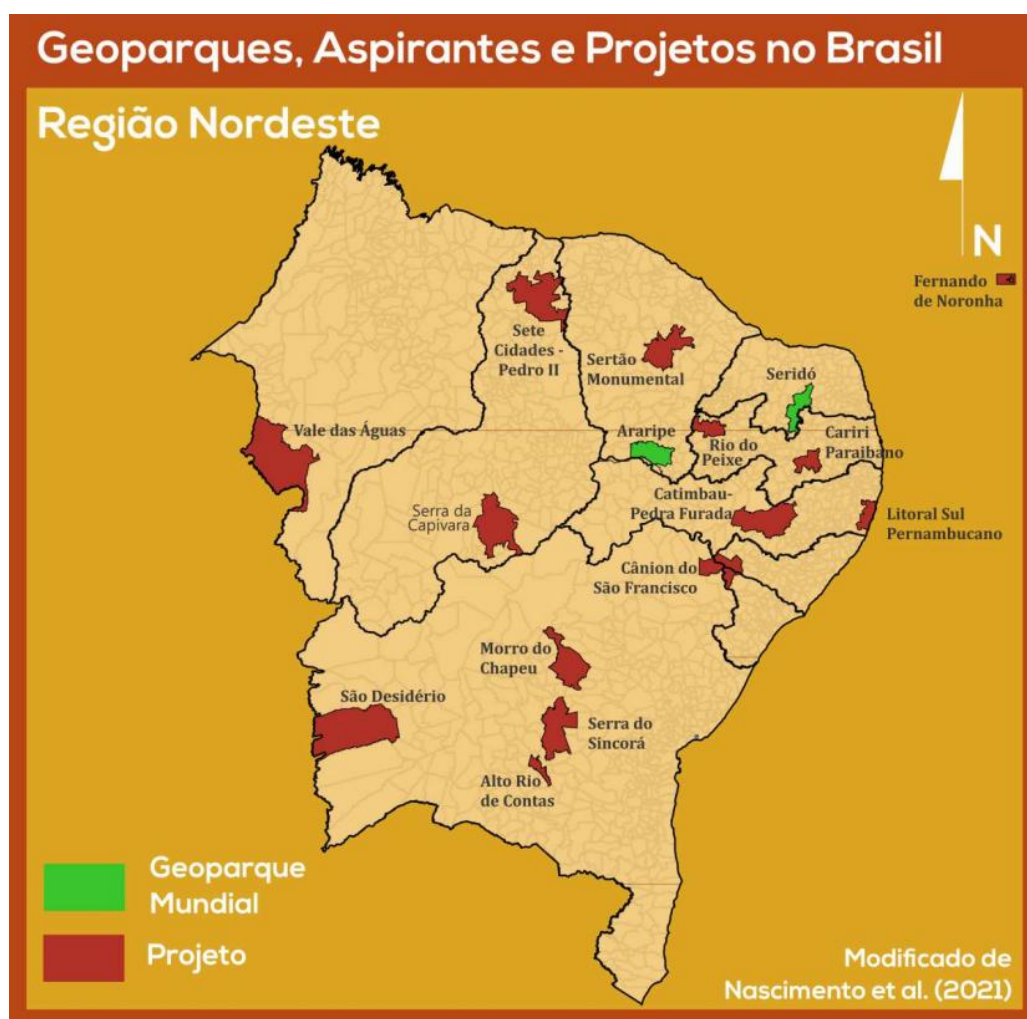 Geoparques, Aspirantes e Projetos no Brasil
Região Nordeste
N
Fernando
de Noronha
Sete
Cidades -
Pedro II
Sertão
Monumental
Seridó
Vale das Águas
Araripe
Rio do
Peixe
Cariri
Paraibano
Serra da
Capivara
Catimbau-
Pedra Furada
Litoral Sul
Pernambucano
Cânion do
São Francisco
Morro do
Chapeu
São Desidério
Serra do
Sincorá
Alto Rio
de Contas
Geoparque
Mundial
Projeto
Modificado de
Nascimento et al. (2021)